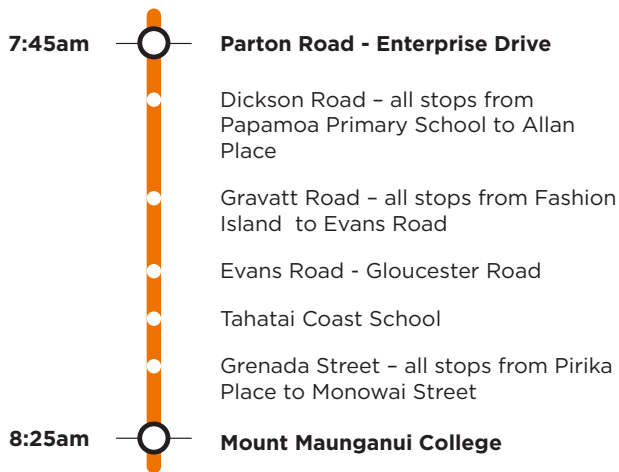 7:45am Parton Road - Enterprise Drive
Dickson Road – all stops from
Papamoa Primary School to Allan
Place
Gravatt Road – all stops from Fashion
Island  to Evans Road
Evans Road - Gloucester Road
Tahatai Coast School
Grenada Street – all stops from Pirika
Place to Monowai Street
8:25am Mount Maunganui College